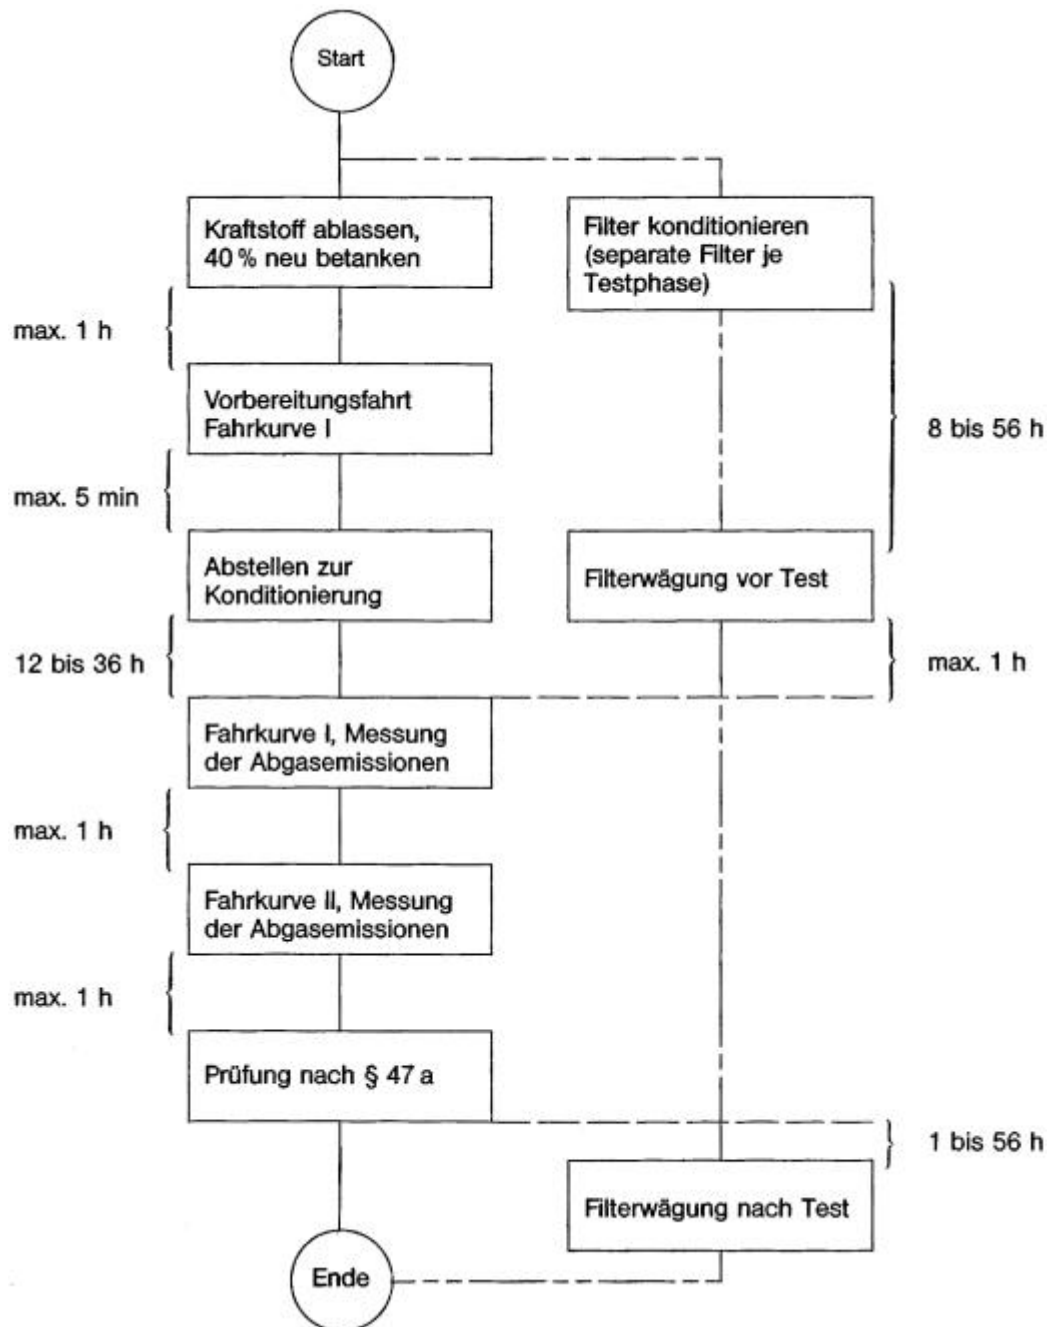 Start
Kraftstoff ablassen,
40 % neu betanken
Filter konditionieren
(separate Filter je
Testphase)
max. 1 h
Vorbereitungsfahrt
Fahrkurve I
8 bis 56 h
max. 5 min
Abstellen zur
Konditionierung
Filterwägung vor Test
12 bis 36 h
max. 1 h
Fahrkurve I, Messung
der Abgasemissionen
max. 1 h
Fahrkurve II, Messung
der Abgasemissionen
max. 1 h
Prüfung nach § 47 a
1 bis 56 h
Filterwägung nach Test
Ende